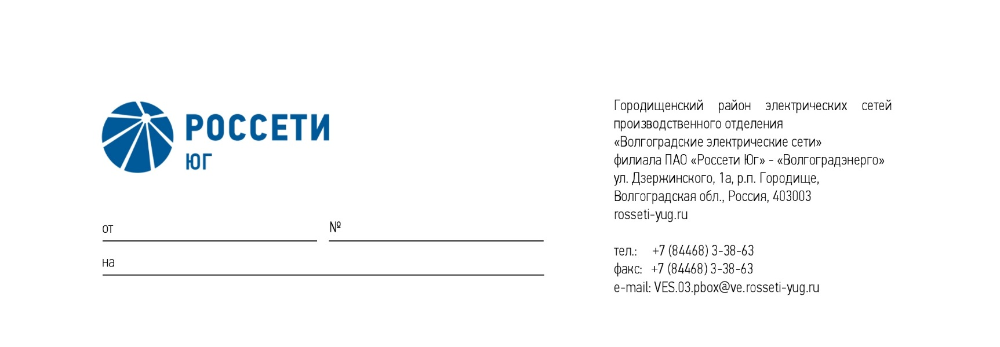 РОССЕТИ
ЮГ
от
№
на
Городищенский район электрических сетей
производственного отделения
«Волгоградские электрические сети»
филиала ПАО «Россети Юг» - «Волгоградэнерго»
ул. Дзержинского, 1а, р.п. Городище,
Волгоградская обл., Россия, 403003
rosseti-yug.ru
тел.: +7 (84468) 3-38-63
факс: +7 (84468) 3-38-63
e-mail: VES.03.pbox@ve.rosseti-yug.ru